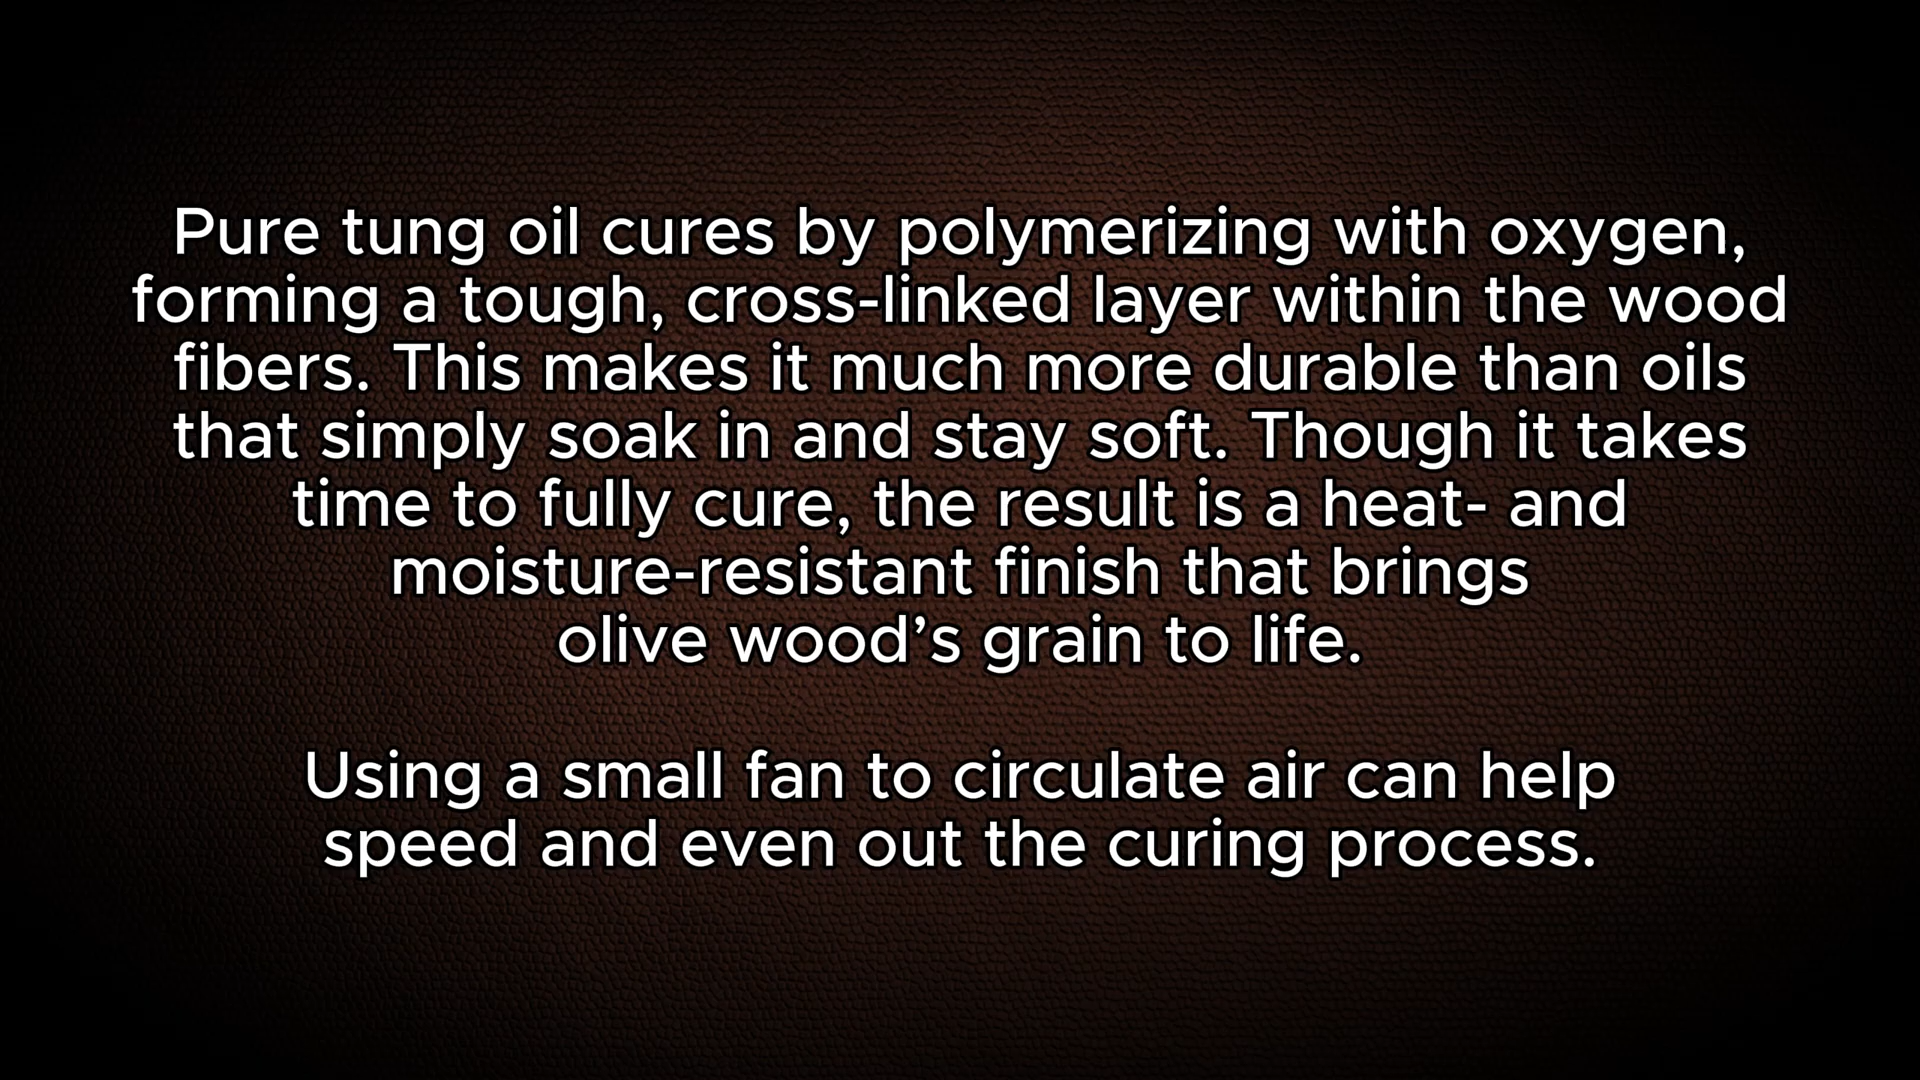 Pure tung oil cures by polymerizing with oxygen,
forming a tough, cross-linked layer within the wood
fibers. This makes it much more durable than oils
that simply soak in and stay soft. Though it takes
time to fully cure, the result is a heat- and
moisture-resistant finish that brings
olive wood’s grain to life.
Using a small fan to circulate air can help
speed and even out the curing process.